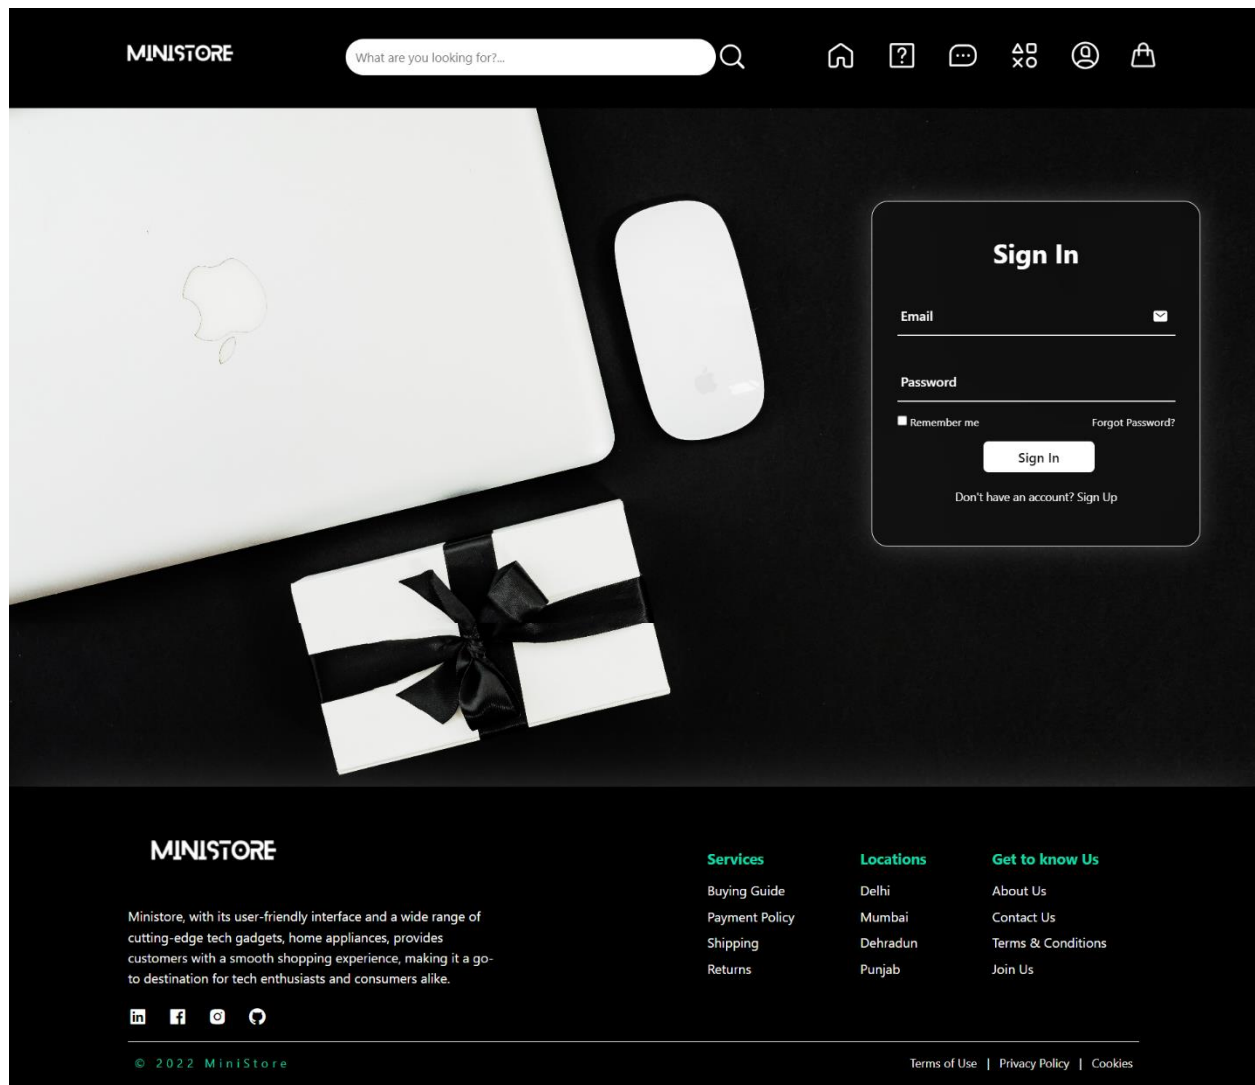 MINISTORE
What are you looking for?...
Sign In
Email
Password
Remember me
Forgot Password?
Sign In
Don't have an account? Sign Up
MINISTORE
Ministore, with its user-friendly interface and a wide range of
cutting-edge tech gadgets, home appliances, provides
customers with a smooth shopping experience, making it a go-
to destination for tech enthusiasts and consumers alike.
Services
Buying Guide
Payment Policy
Shipping
Returns
Locations
Delhi
Mumbai
Dehradun
Punjab
Get to know Us
About Us
Contact Us
Terms & Conditions
Join Us
© 2022 MiniStore
Terms of Use | Privacy Policy | Cookies